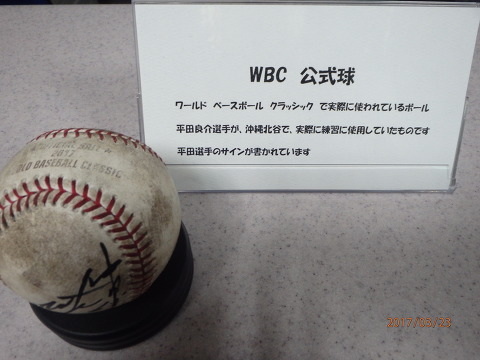 WBC 公式球
ワールド ベースボール クラッシック で実際に使われているボール
平田良介選手が、沖縄北谷で、実際に練習に使用していたものです
平田選手のサインが書かれています
2017
BASEBALL CLASSIC
2017/03/23